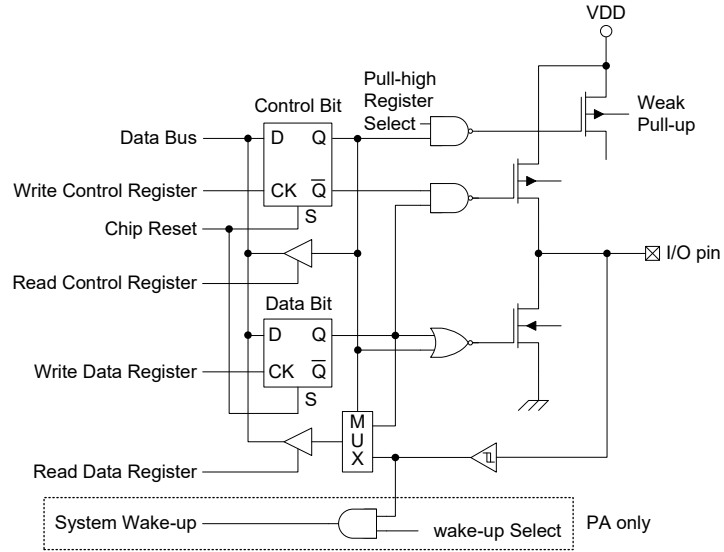 VDD
Pull-high
Register
Select
Control Bit
Weak
Pull-up
Data Bus
D Q
Write Control Register
CK Q̅
S
Chip Reset
I/O pin
Read Control Register
Data Bit
D Q
Write Data Register
CK Q̅
S
M
U
X
Read Data Register
System Wake-up
wake-up Select
PA only